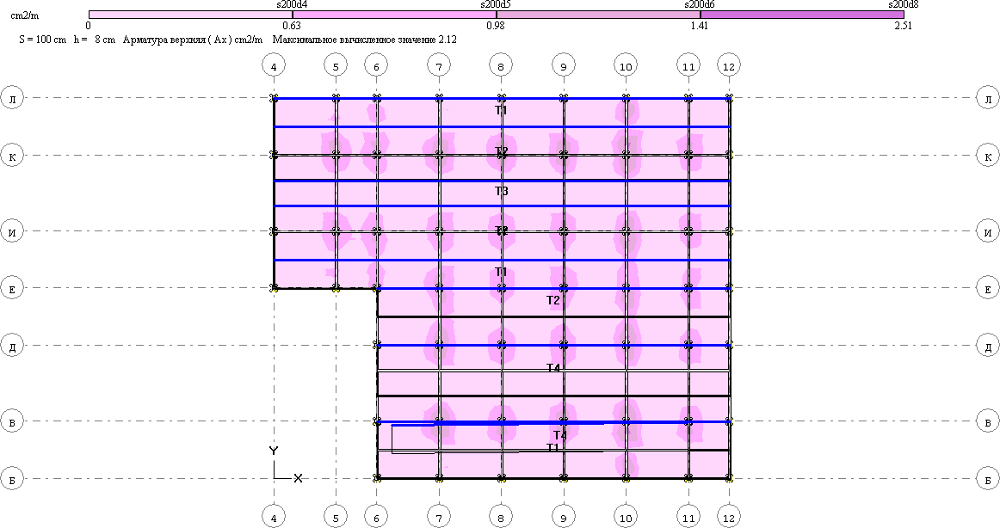 s200d4 s200d5 s200d6 s200d8
cm2/m
0 0.63 0.98 1.41 2.51
S = 100 cm h = 8 cm Арматура верхняя ( Ax ) cm2/m Максимальное вычисленное значение 2.12
4 5 6 7 8 9 10 11 12
Л Л
T1
К T2 К
T3
И T2 И
T1
Е Е
T2
Д Д
T4
В В
T4
T1
Y
X
Б Б
4 5 6 7 8 9 10 11 12